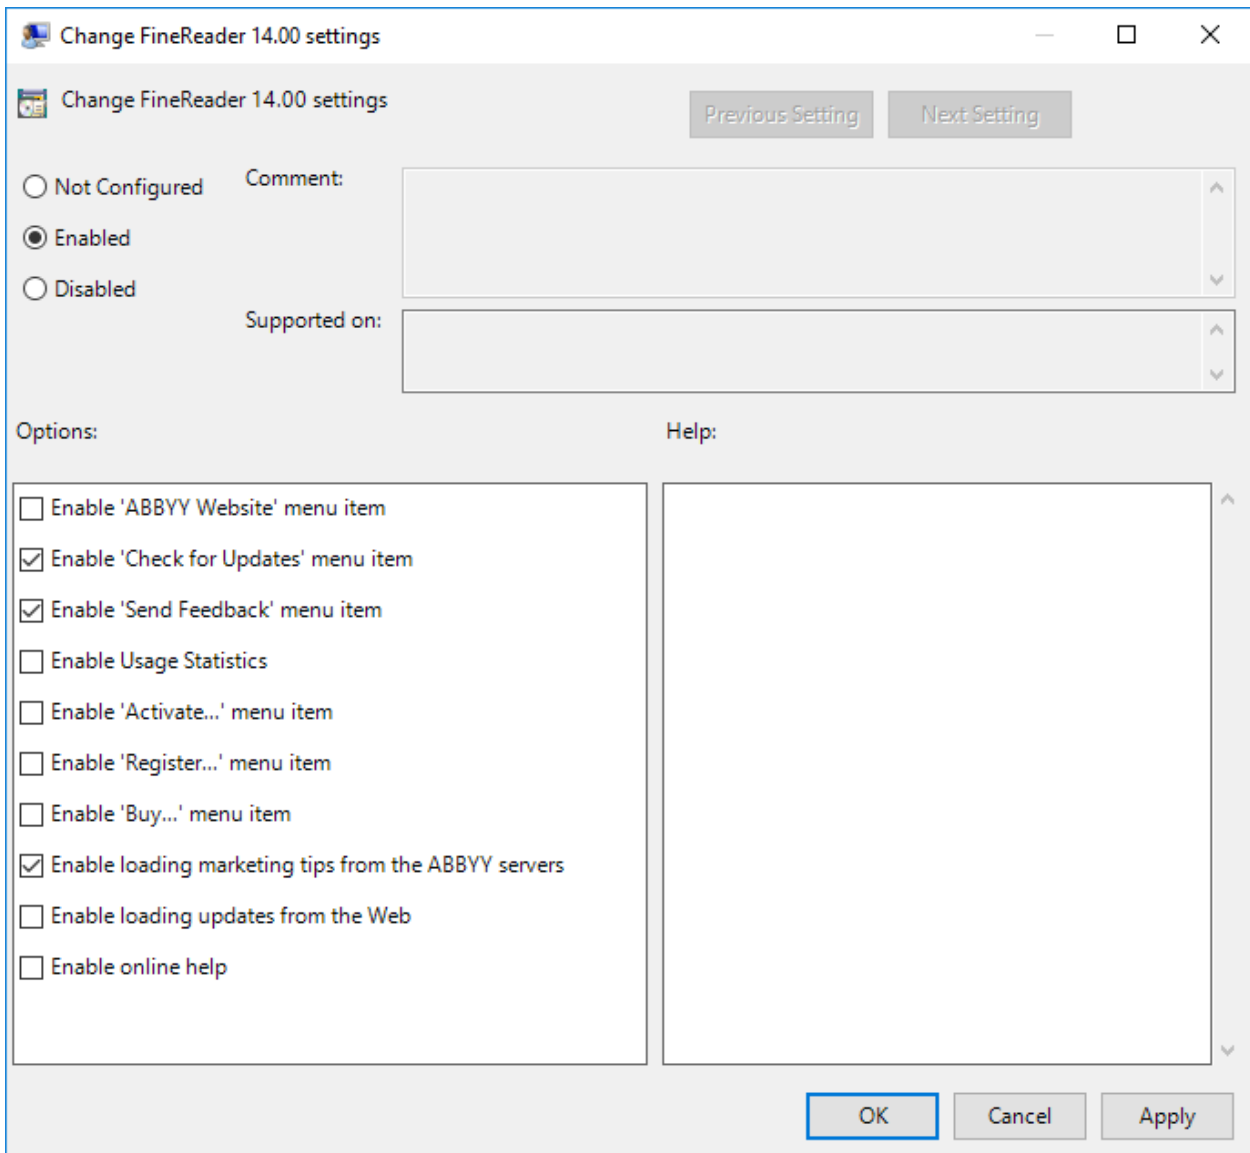 Change FineReader 14.00 settings
Change FineReader 14.00 settings
Previous Setting
Next Setting
Not Configured
Comment:
Enabled
Disabled
Supported on:
Options:
Help:
Enable 'ABBYY Website' menu item
Enable 'Check for Updates' menu item
Enable 'Send Feedback' menu item
Enable Usage Statistics
Enable 'Activate...' menu item
Enable 'Register...' menu item
Enable 'Buy...' menu item
Enable loading marketing tips from the ABBYY servers
Enable loading updates from the Web
Enable online help
OK
Cancel
Apply